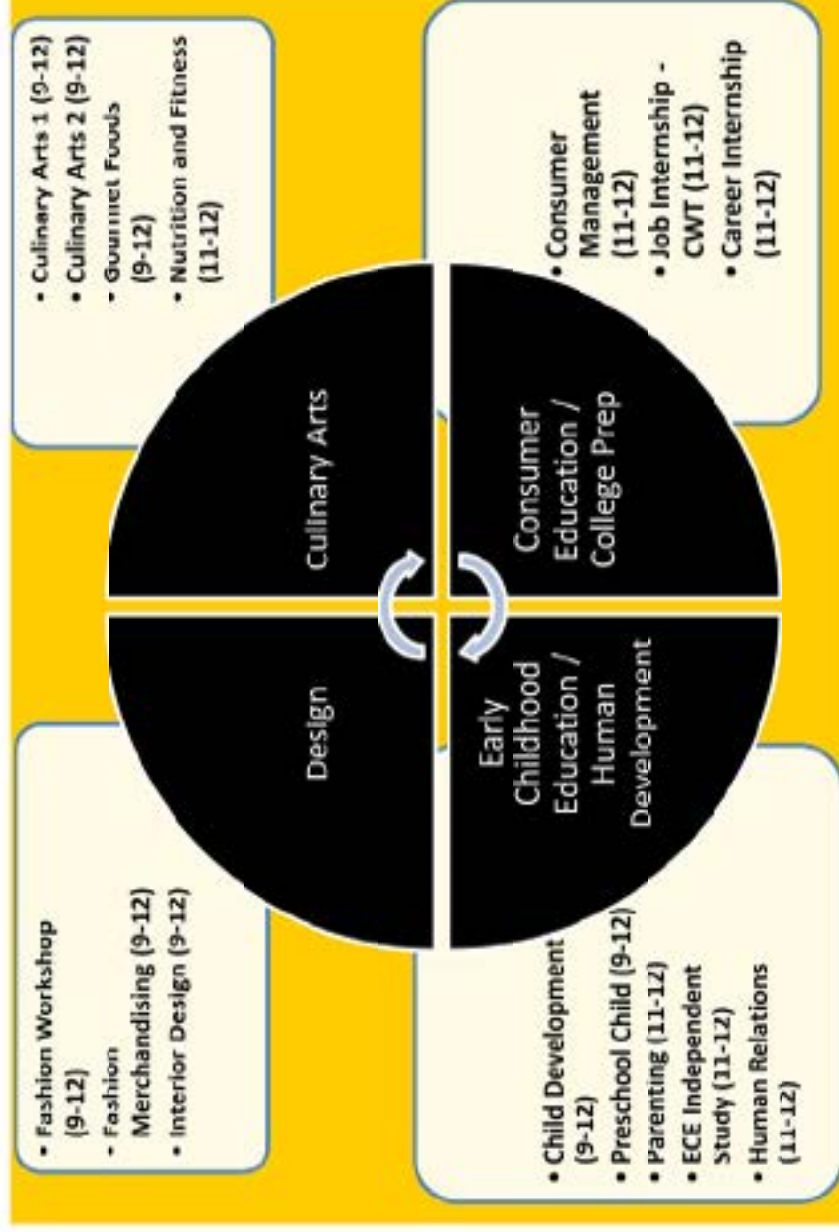 • Fashion Workshop
(9-12)
• Fashion
Merchandising (9-12)
• Interior Design (9-12)
Design
• Culinary Arts 1 (9-12)
• Culinary Arts 2 (9-12)
• Gourmet Foods
(9-12)
• Nutrition and Fitness
(11-12)
Culinary Arts
Early
Childhood
Education /
Human
Development
• Child Development
(9-12)
• Preschool Child (9-12)
• Parenting (11-12)
• ECE Independent
Study (11-12)
• Human Relations
(11-12)
Consumer
Education /
College Prep
• Consumer
Management
(11-12)
• Job Internship -
CWT (11-12)
• Career Internship
(11-12)